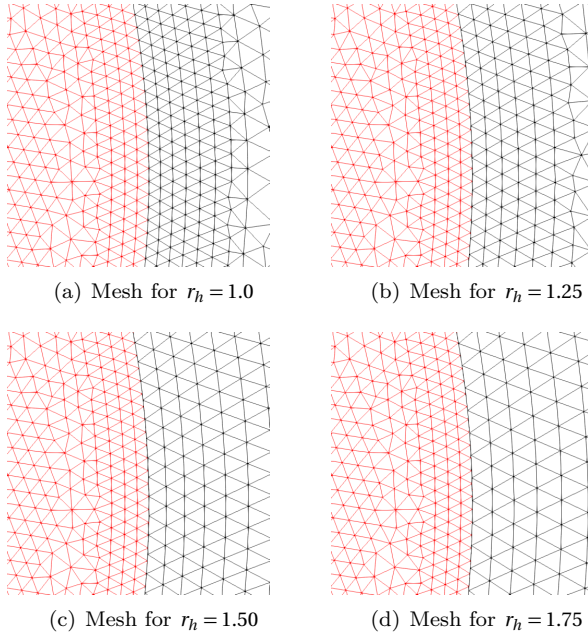 (a) Mesh for r_h = 1.0
(b) Mesh for r_h = 1.25
(c) Mesh for r_h = 1.50
(d) Mesh for r_h = 1.75